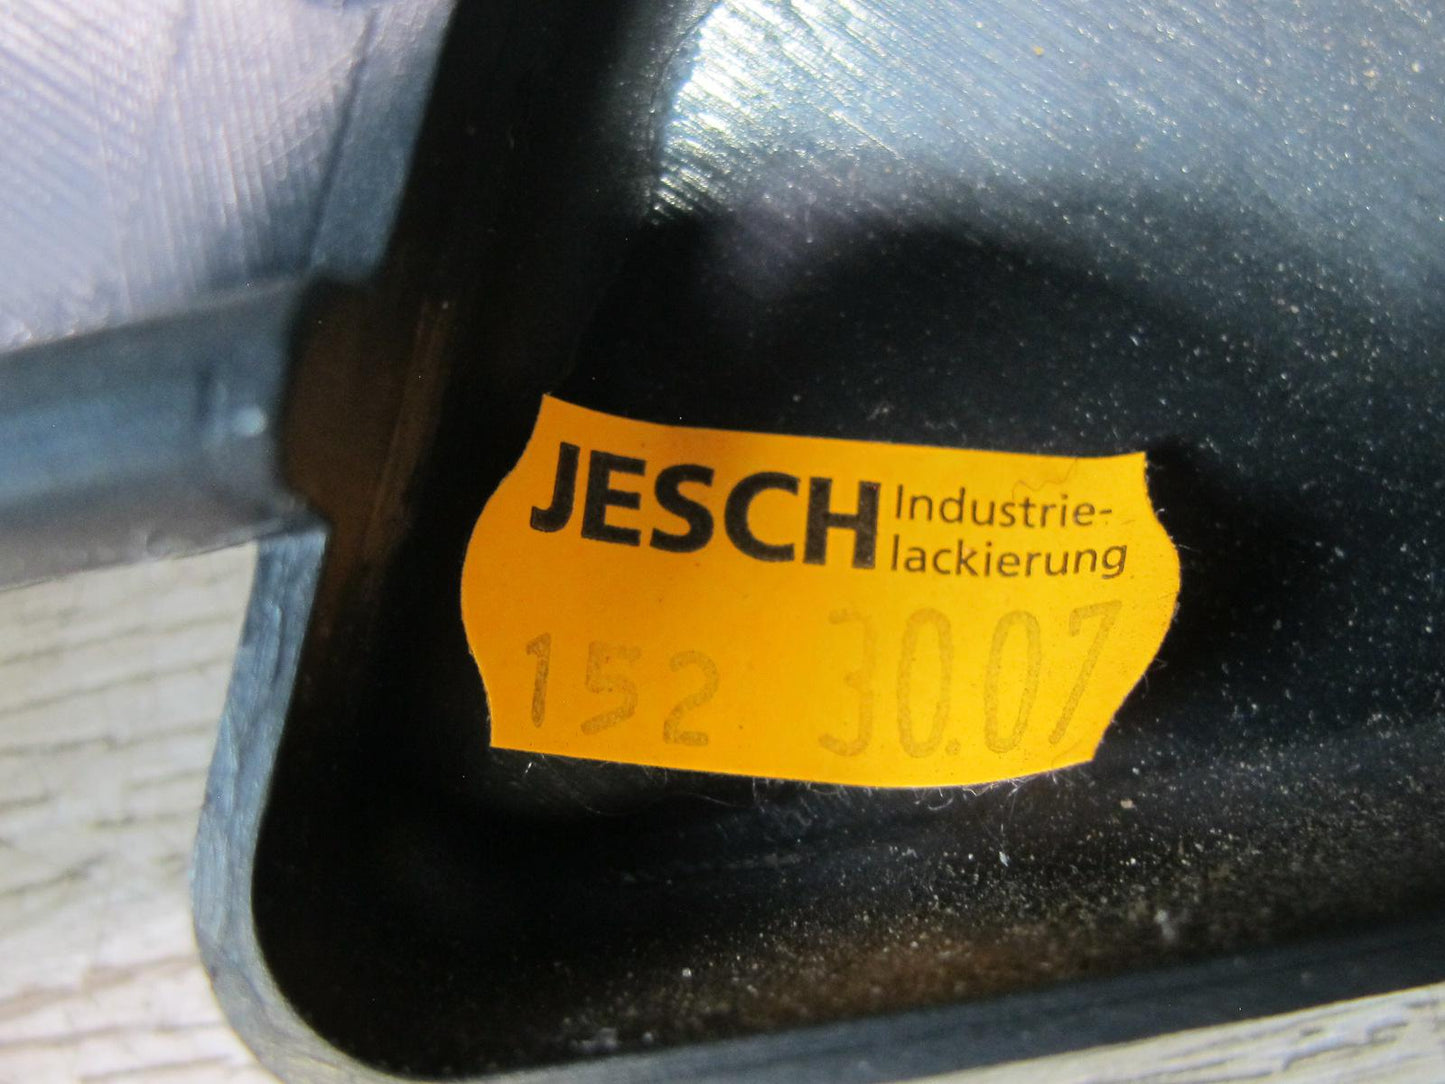 JESCH Industrie-
lackierung
152 30.07